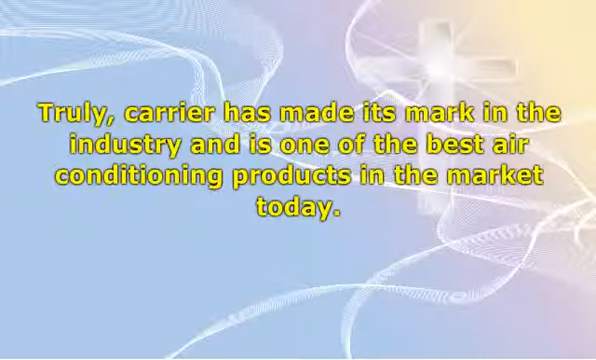 Truly, carrier has made its mark in the
industry and is one of the best air
conditioning products in the market
today.